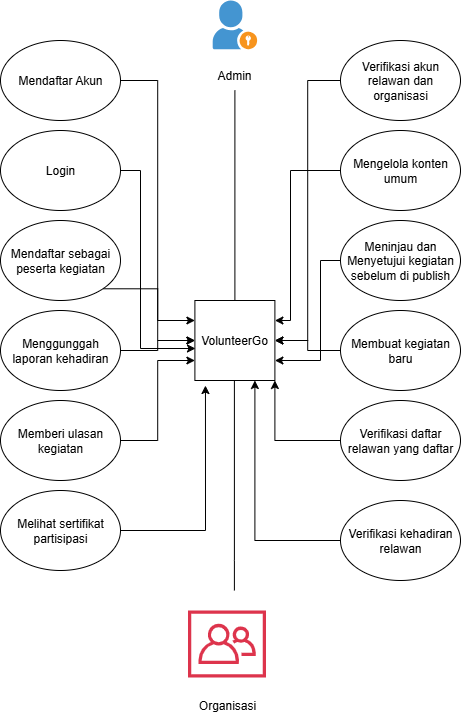 Admin
Mendaftar Akun
Login
Mendaftar sebagai
peserta kegiatan
Menggunggah
laporan kehadiran
Memberi ulasan
kegiatan
Melihat sertifikat
partisipasi
VolunteerGo
Verifikasi akun
relawan dan
organisasi
Mengelola konten
umum
Meninjau dan
Menyetujui kegiatan
sebelum di publish
Membuat kegiatan
baru
Verifikasi daftar
relawan yang daftar
Verifikasi kehadiran
relawan
Organisasi